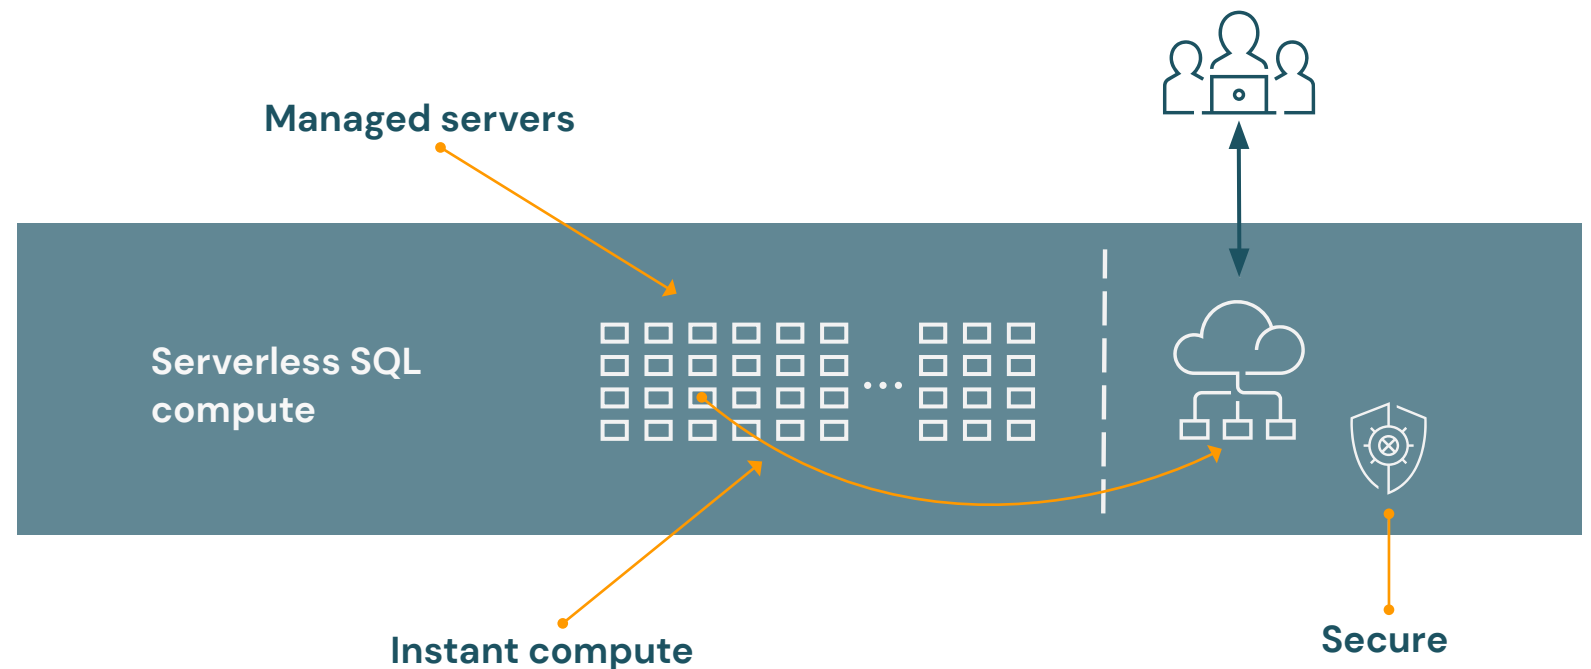 Managed servers
Serverless SQL
compute
Instant compute
Secure